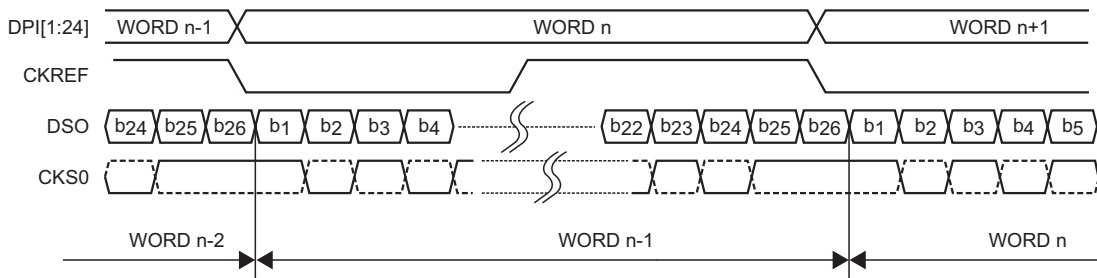 DPI[1:24] WORD n-1 WORD n WORD n+1
CKREF
DSO b24 b25 b26 b1 b2 b3 b4 b22 b23 b24 b25 b26 b1 b2 b3 b4 b5
CKS0
WORD n-2 WORD n-1 WORD n